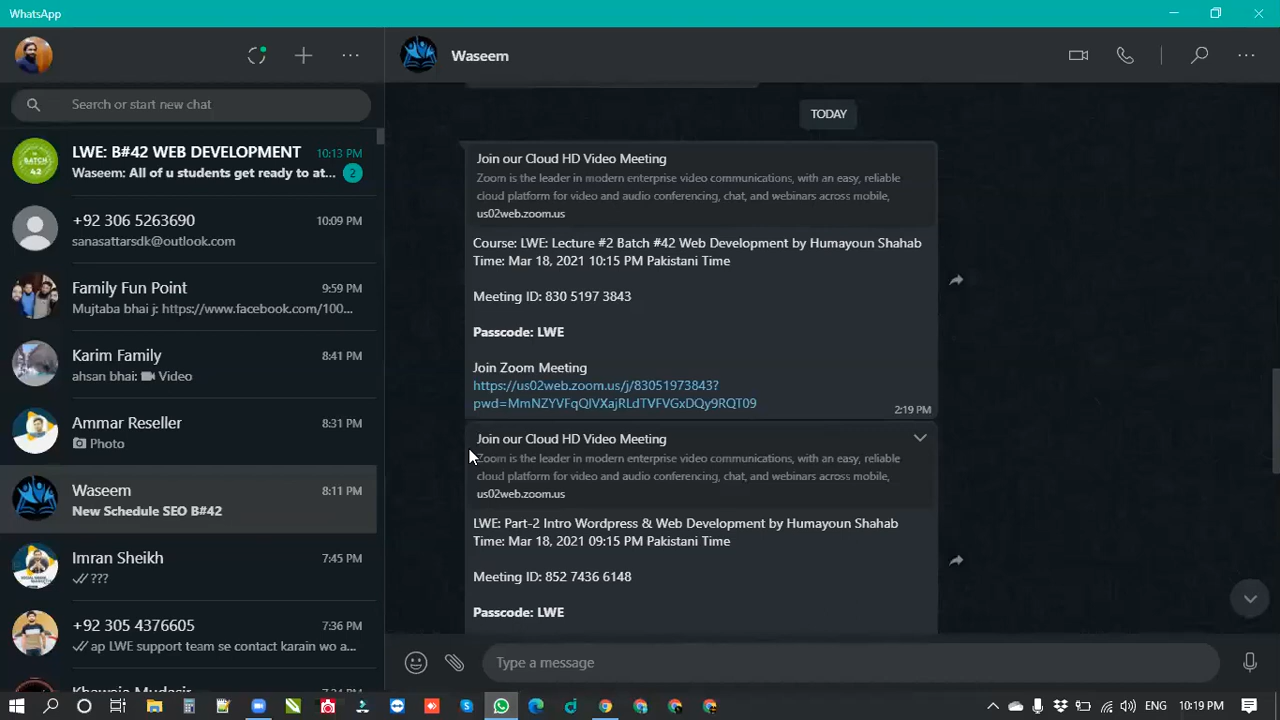 WhatsApp
Search or start new chat
LWE: B#42 WEB DEVELOPMENT
10:13 PM
Waseem: All of u students get ready to at...
2
+92 306 5263690
10:09 PM
sanasattarsdk@outlook.com
Family Fun Point
9:59 PM
Mujtaba bhai j: https://www.facebook.com/100...
Karim Family
8:41 PM
ahsan bhai: Video
Ammar Reseller
8:31 PM
Photo
Waseem
8:11 PM
New Schedule SEO B#42
Imran Sheikh
7:45 PM
???
+92 305 4376605
7:36 PM
ap LWE support team se contact karain wo a...
Khawaja Mudasir
7:34 PM
Waseem
TODAY
Join our Cloud HD Video Meeting
Zoom is the leader in modern enterprise video communications, with an easy, reliable
cloud platform for video and audio conferencing, chat, and webinars across mobile,
us02web.zoom.us
Course: LWE: Lecture #2 Batch #42 Web Development by Humayoun Shahab
Time: Mar 18, 2021 10:15 PM Pakistani Time
Meeting ID: 830 5197 3843
Passcode: LWE
Join Zoom Meeting
https://us02web.zoom.us/j/83051973843?
pwd=MmNZYVFqQlVXajRLdTVFVGxDQy9RQT09
2:19 PM
Join our Cloud HD Video Meeting
Zoom is the leader in modern enterprise video communications, with an easy, reliable
cloud platform for video and audio conferencing, chat, and webinars across mobile,
us02web.zoom.us
LWE: Part-2 Intro Wordpress & Web Development by Humayoun Shahab
Time: Mar 18, 2021 09:15 PM Pakistani Time
Meeting ID: 852 7436 6148
Passcode: LWE
Type a message
ENG
10:19 PM